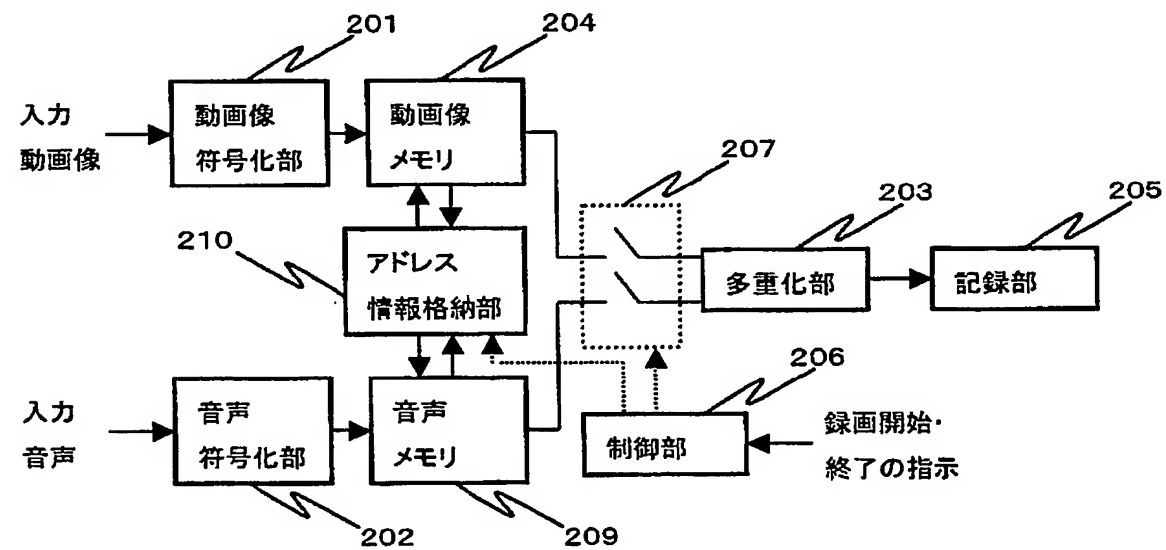 201
204
入力
動画像
動画像
符号化部
動画像
メモリ
207
203
205
210
アドレス
情報格納部
多重化部
記録部
206
入力
音声
音声
符号化部
音声
メモリ
制御部
録画開始・
終了の指示
202
209